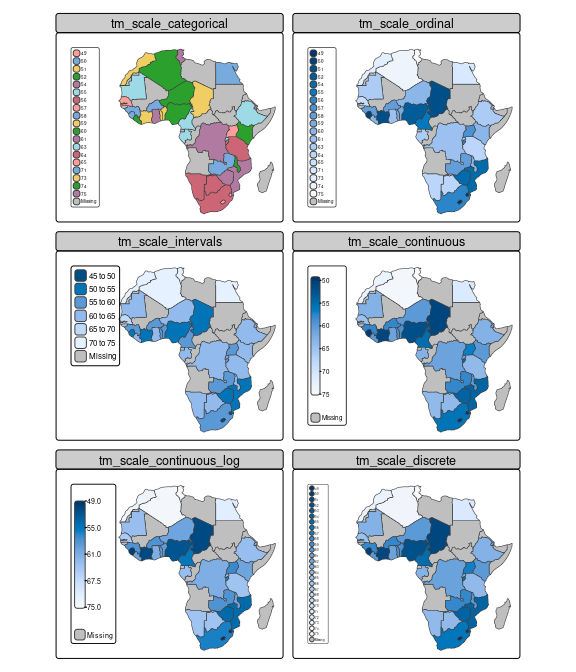 tm_scale_categorical
49
50
51
52
54
55
56
57
58
59
60
61
63
64
65
71
73
74
75
Missing
tm_scale_ordinal
49
50
51
52
54
55
56
57
58
59
60
61
63
64
65
71
73
74
75
Missing
tm_scale_intervals
45 to 50
50 to 55
55 to 60
60 to 65
65 to 70
70 to 75
Missing
tm_scale_continuous
50
55
60
65
70
75
Missing
tm_scale_continuous_log
49.0
55.0
61.0
67.5
75.0
Missing
tm_scale_discrete